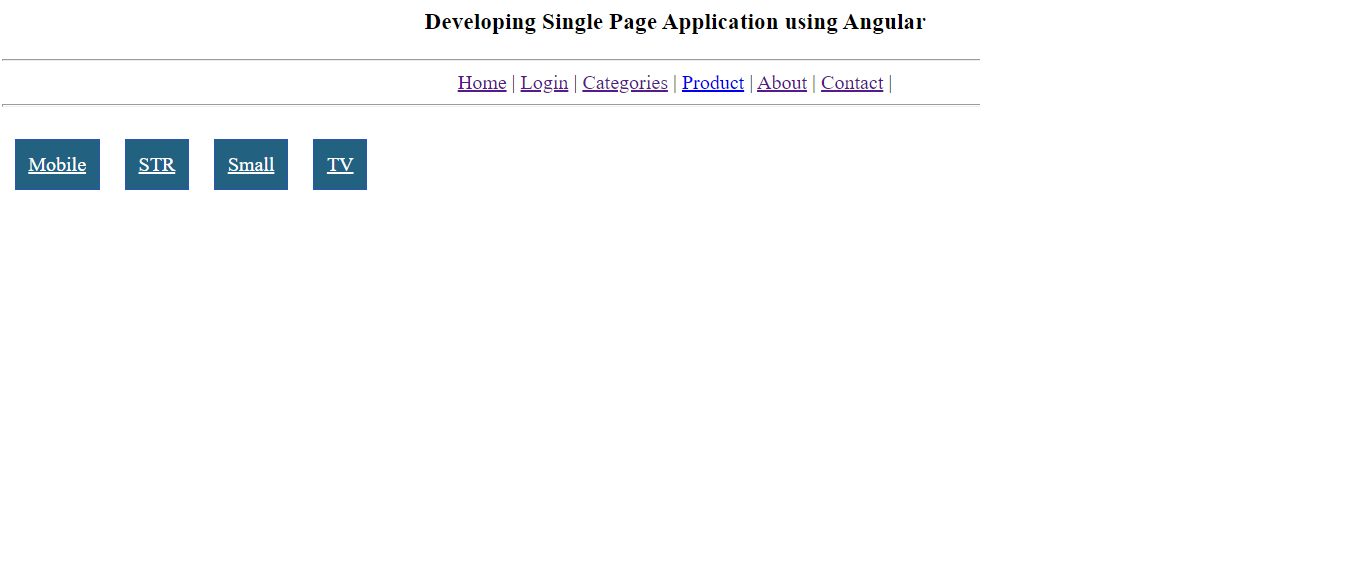 Developing Single Page Application using Angular
Home | Login | Categories | Product | About | Contact |
Mobile STR Small TV